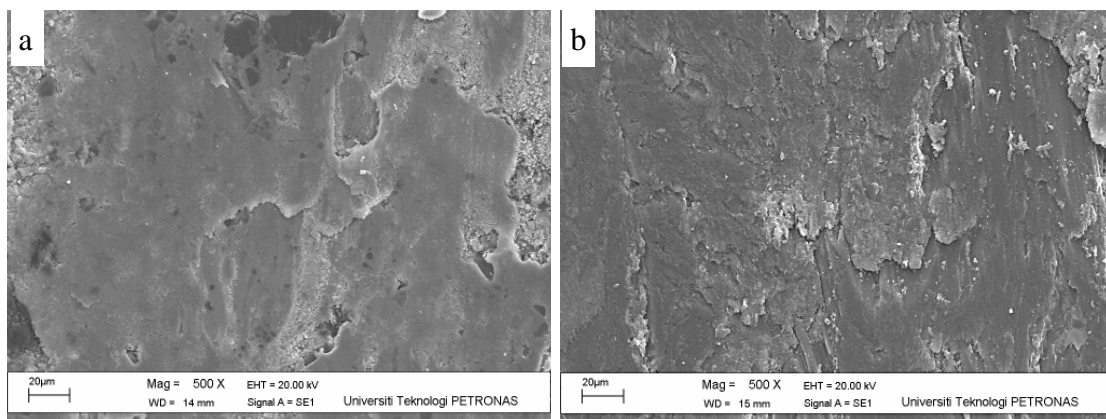 a
20µm
Mag = 500 X
EHT = 20.00 kV
WD = 14 mm
Signal A = SE1
Universiti Teknologi PETRONAS
b
20µm
Mag = 500 X
EHT = 20.00 kV
WD = 15 mm
Signal A = SE1
Universiti Teknologi PETRONAS